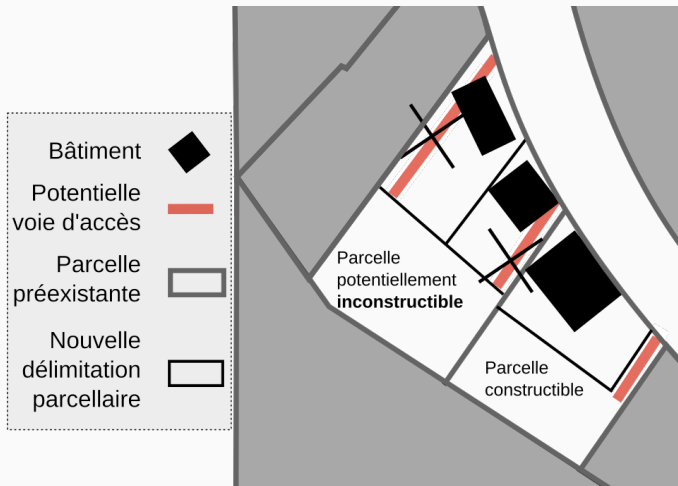 Bâtiment
Potentielle
voie d'accès
Parcelle
préexistante
Nouvelle
délimitation
parcellaire
Parcelle
potentiellement
inconstructible
Parcelle
constructible